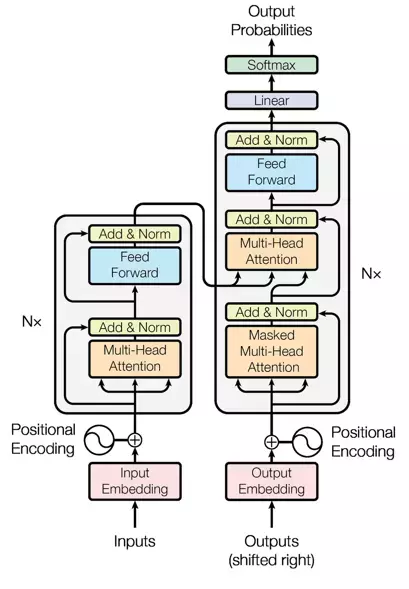 Output
Probabilities
Softmax
Linear
Add & Norm
Feed
Forward
Add & Norm
Multi-Head
Attention
Add & Norm
Masked
Multi-Head
Attention
N×
Add & Norm
Feed
Forward
Add & Norm
Multi-Head
Attention
N×
Positional
Encoding
Input
Embedding
Inputs
Positional
Encoding
Output
Embedding
Outputs
(shifted right)